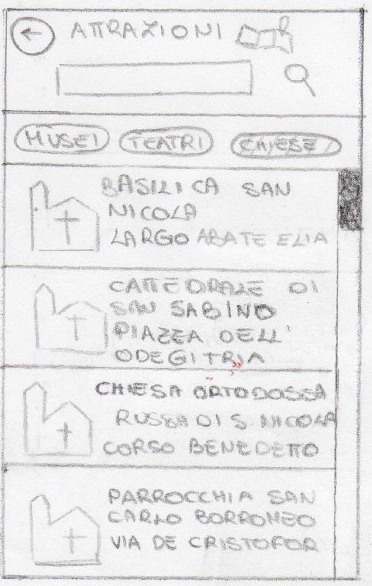 ATTRAZIONI
MUSEI TEATRI CHIESE
BASILICA SAN
NICOLA
LARGO ABATE ELIA
CATTEDRALE DI
SAN SABINO
PIAZZA DELL'
ODEGITRIA
CHIESA ORTODOSSA
RUSSA DI S. NICOLA
CORSO BENEDETTO
PARROCCHIA SAN
CARLO BORROMEO
VIA DE CRISTOFOR